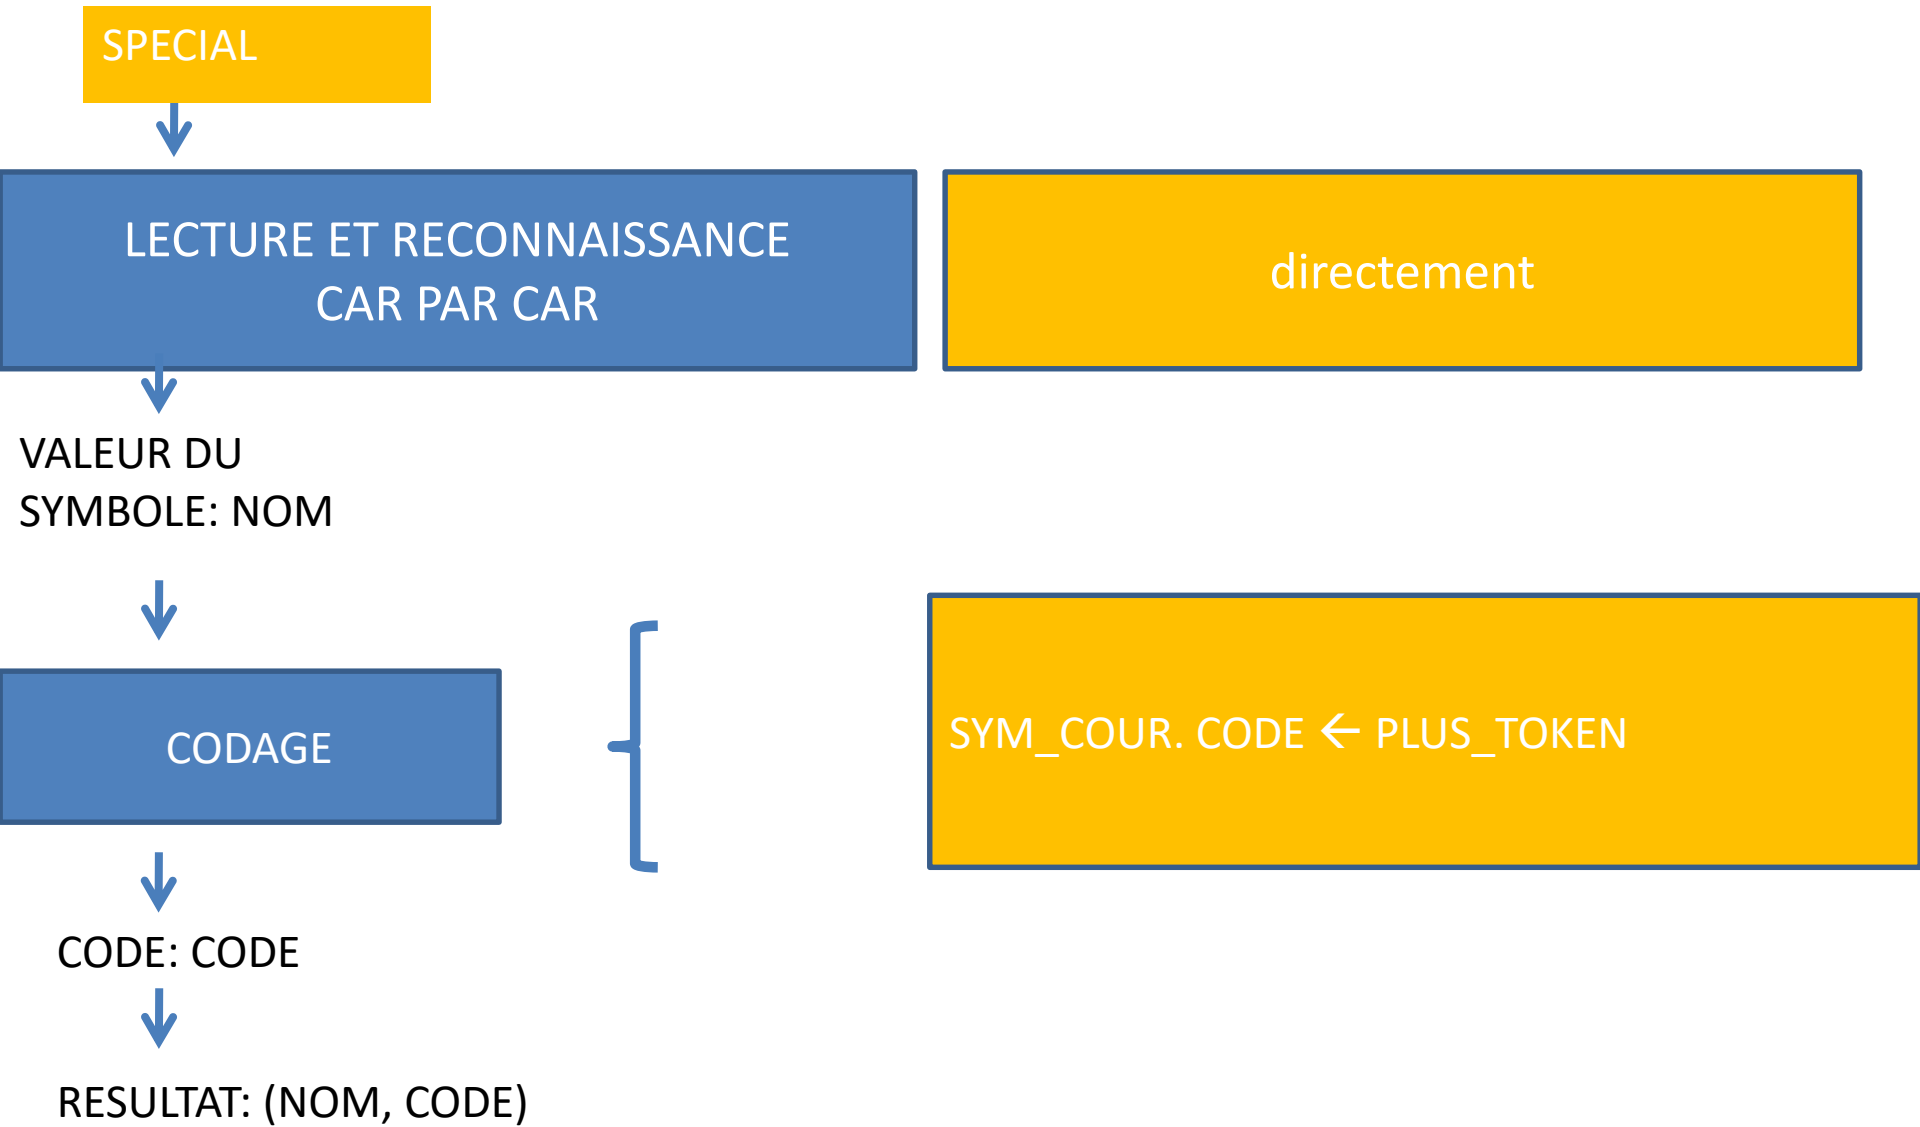 SPECIAL
LECTURE ET RECONNAISSANCE
CAR PAR CAR
directement
VALEUR DU
SYMBOLE: NOM
CODAGE
SYM_COUR. CODE ← PLUS_TOKEN
CODE: CODE
RESULTAT: (NOM, CODE)